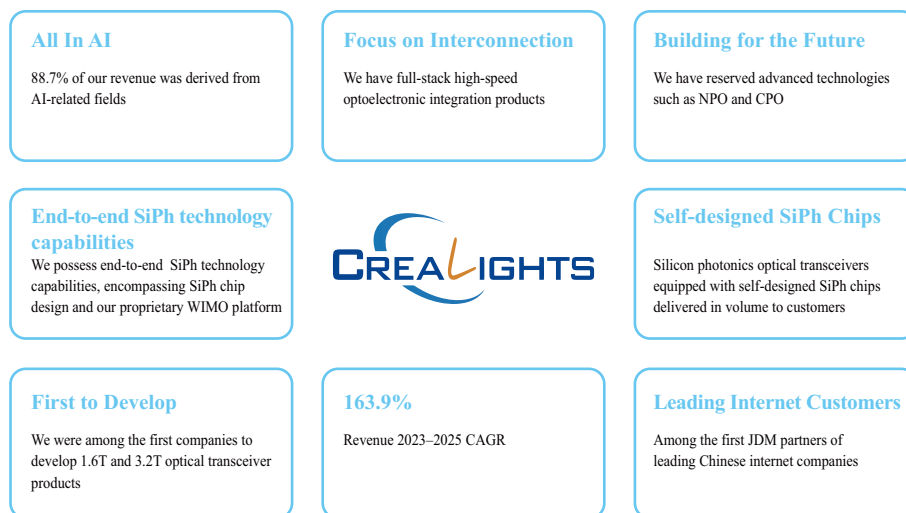 All In AI
88.7% of our revenue was derived from
AI-related fields
Focus on Interconnection
We have full-stack high-speed
optoelectronic integration products
Building for the Future
We have reserved advanced technologies
such as NPO and CPO
End-to-end SiPh technology
capabilities
We possess end-to-end SiPh technology
capabilities, encompassing SiPh chip
design and our proprietary WIMO platform
CREALIGHTS
Self-designed SiPh Chips
Silicon photonics optical transceivers
equipped with self-designed SiPh chips
delivered in volume to customers
First to Develop
We were among the first companies to
develop 1.6T and 3.2T optical transceiver
products
163.9%
Revenue 2023–2025 CAGR
Leading Internet Customers
Among the first JDM partners of
leading Chinese internet companies